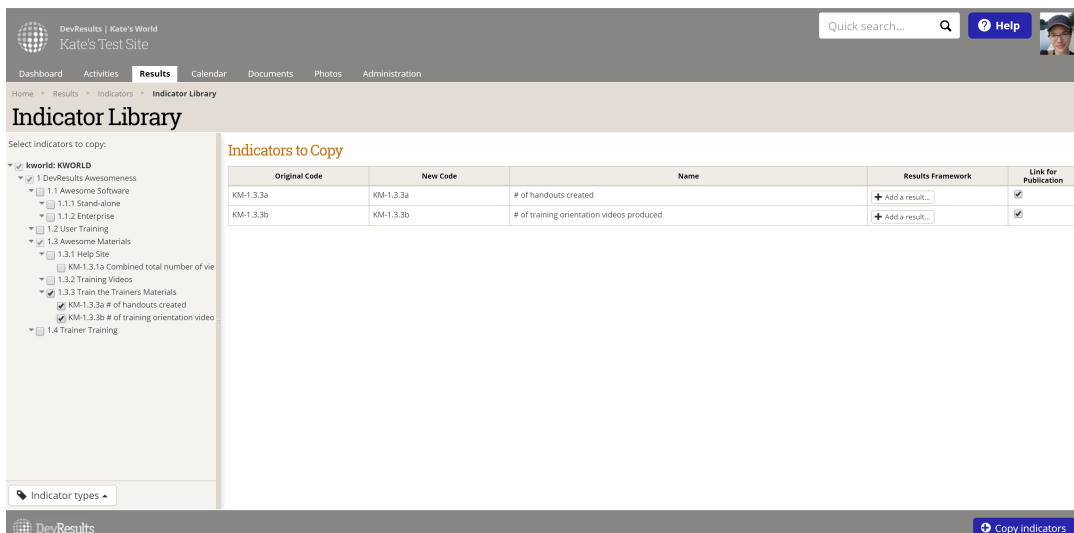 DevResults | Kate's World
Kate's Test Site
Quick search...
? Help
Dashboard Activities Results Calendar Documents Photos Administration
Home Results Indicators Indicator Library
Indicator Library
Select indicators to copy:
kworld: KWORLD
1 DevResults Awesomeness
1.1 Awesome Software
1.1.1 Stand-alone
1.1.2 Enterprise
1.2 User Training
1.3 Awesome Materials
1.3.1 Help Site
KM-1.3.1a Combined total number of vie
1.3.2 Training Videos
1.3.3 Train the Trainers Materials
KM-1.3.3a # of handouts created
KM-1.3.3b # of training orientation video
1.4 Trainer Training
Indicator types
Indicators to Copy
Original Code New Code Name Results Framework Link for Publication
KM-1.3.3a KM-1.3.3a # of handouts created + Add a result...
KM-1.3.3b KM-1.3.3b # of training orientation videos produced + Add a result...
DevResults
Copy indicators